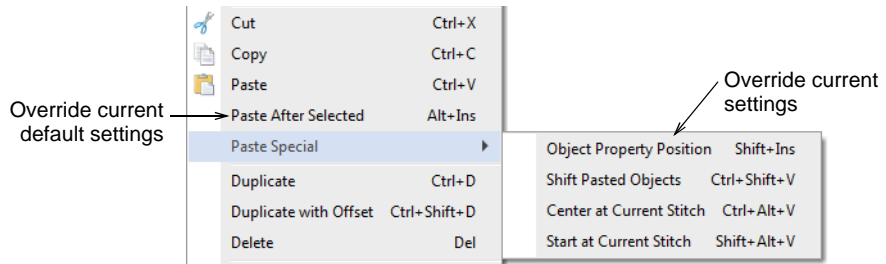 Cut Ctrl+X
Copy Ctrl+C
Paste Ctrl+V
Override current
default settings
Paste After Selected Alt+Ins
Paste Special
Duplicate Ctrl+D
Duplicate with Offset Ctrl+Shift+D
Delete Del
Override current
settings
Object Property Position Shift+Ins
Shift Pasted Objects Ctrl+Shift+V
Center at Current Stitch Ctrl+Alt+V
Start at Current Stitch Shift+Alt+V